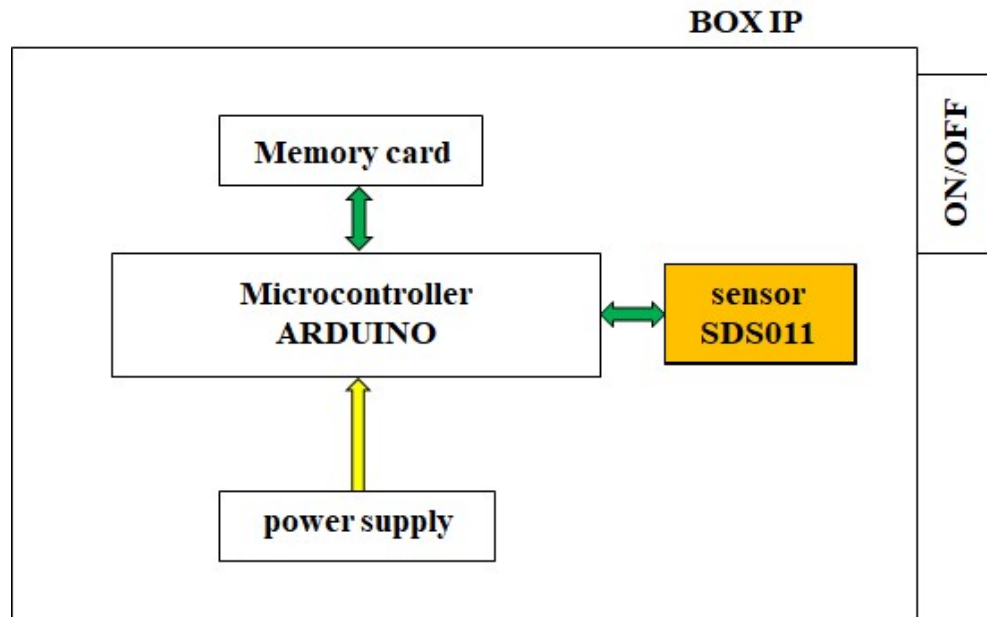 BOX IP
ON/OFF
Memory card
Microcontroller
ARDUINO
sensor
SDS011
power supply